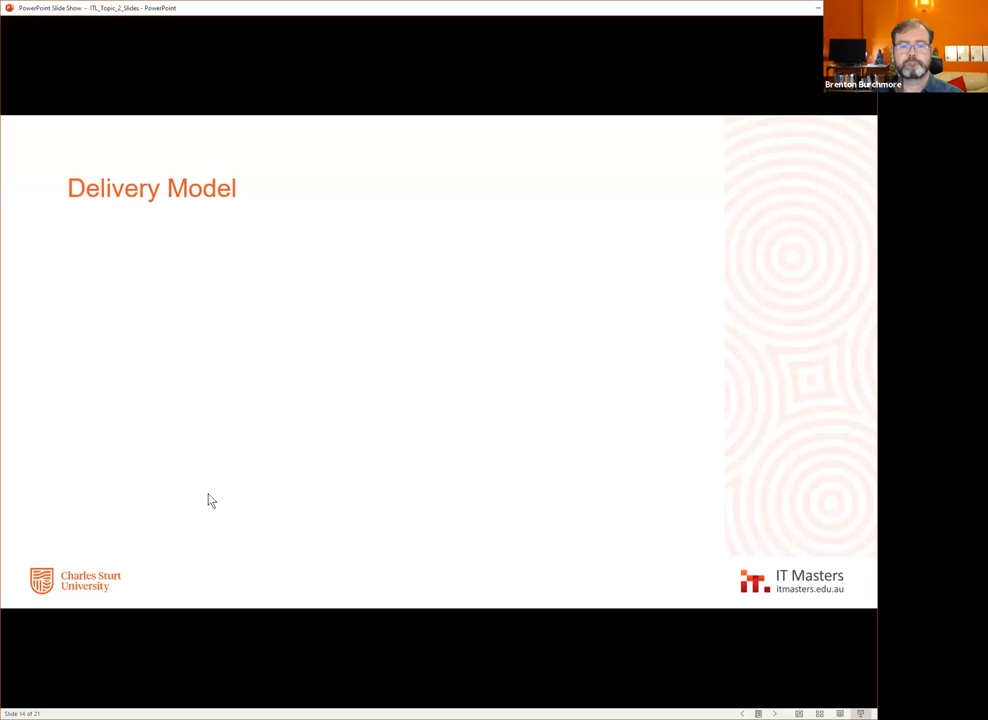 PowerPoint Slide Show - ITL_Topic_2_Slides - PowerPoint
Brenton Burchmore
Delivery Model
Charles Sturt
University
IT Masters
itmasters.edu.au
Slide 14 of 21